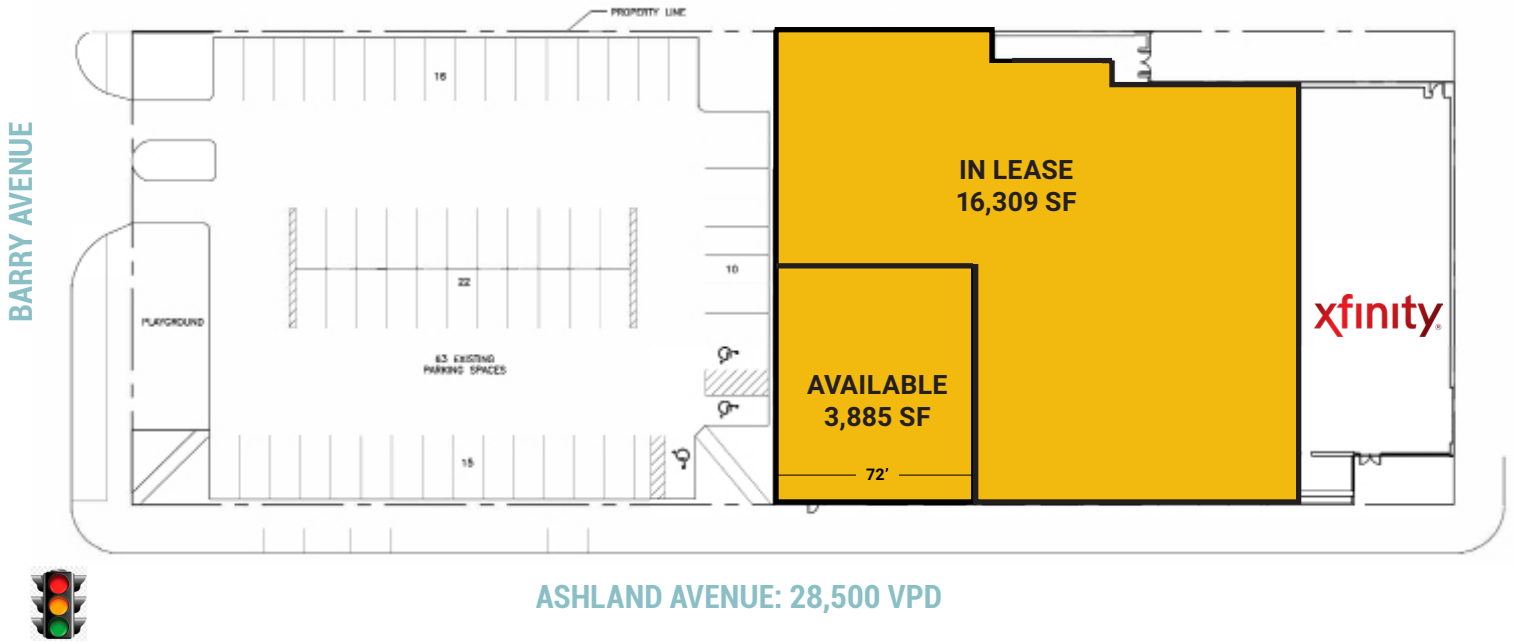 PROPERTY LINE
16
BARRY AVENUE
IN LEASE
16,309 SF
22
10
PLAYGROUND
xfinity
63 EXISTING
PARKING SPACES
AVAILABLE
3,885 SF
15
72’
ASHLAND AVENUE: 28,500 VPD